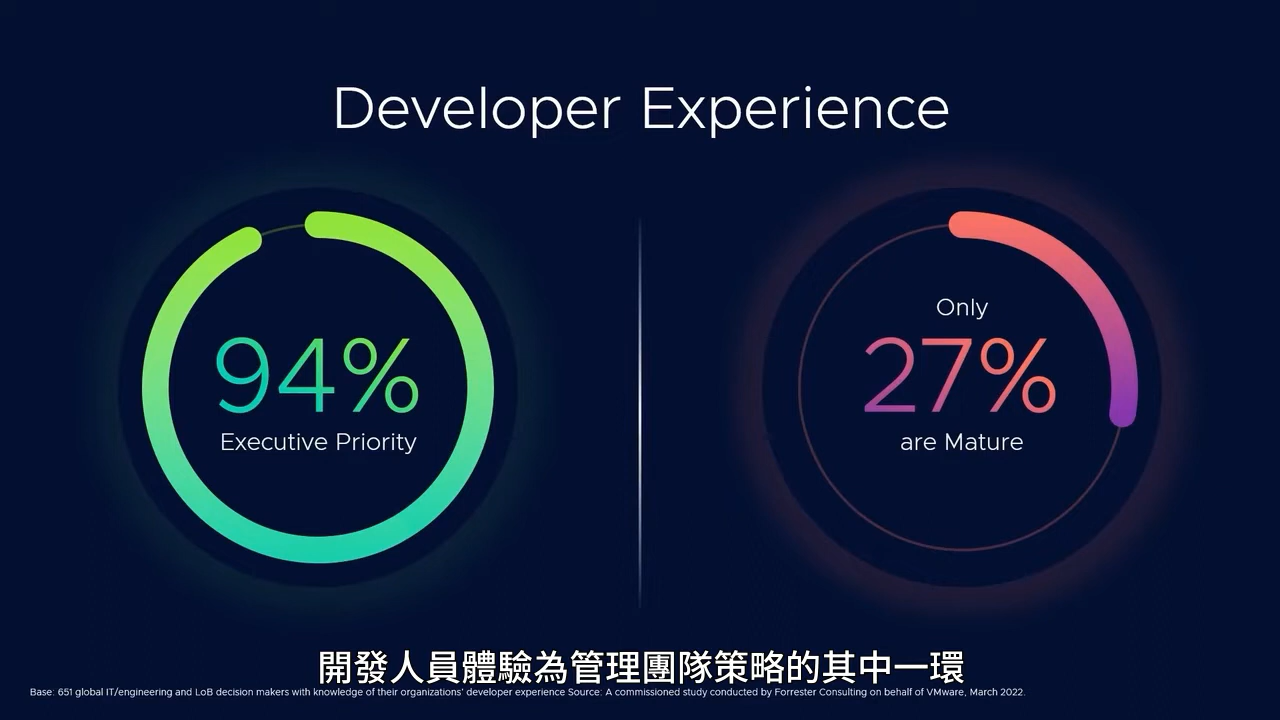 Developer Experience
94%
Executive Priority
Only
27%
are Mature
開發人員體驗為管理團隊策略的其中一環
Base: 651 global IT/engineering and LoB decision makers with knowledge of their organizations' developer experience Source: A commissioned study conducted by Forrester Consulting on behalf of VMware, March 2022.